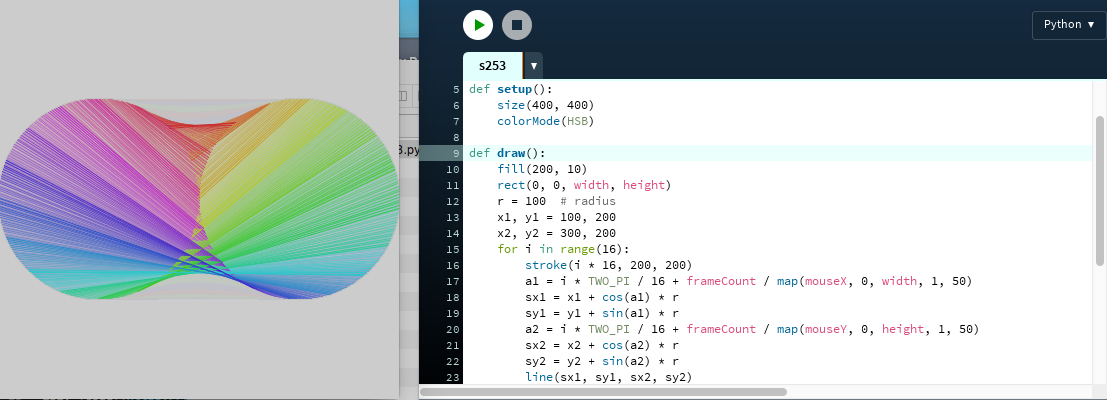 Python ▾
s253 ▾
3.py
5 def setup():
6     size(400, 400)
7     colorMode(HSB)
8
9 def draw():
10     fill(200, 10)
11     rect(0, 0, width, height)
12     r = 100  # radius
13     x1, y1 = 100, 200
14     x2, y2 = 300, 200
15     for i in range(16):
16         stroke(i * 16, 200, 200)
17         a1 = i * TWO_PI / 16 + frameCount / map(mouseX, 0, width, 1, 50)
18         sx1 = x1 + cos(a1) * r
19         sy1 = y1 + sin(a1) * r
20         a2 = i * TWO_PI / 16 + frameCount / map(mouseY, 0, height, 1, 50)
21         sx2 = x2 + cos(a2) * r
22         sy2 = y2 + sin(a2) * r
23         line(sx1, sy1, sx2, sy2)